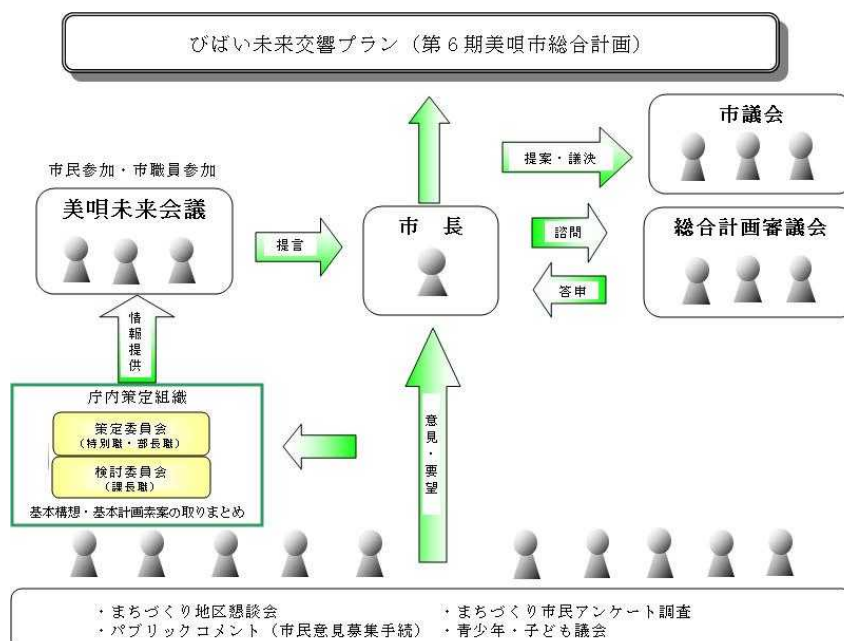 びばい未来交響プラン（第６期美唄市総合計画）
市議会
提案・議決
市民参加・市職員参加
美唄未来会議
提言
市　長
諮問
答申
総合計画審議会
情報提供
庁内策定組織
策定委員会
（特別職・部長職）
検討委員会
（課長職）
基本構想・基本計画素案の取りまとめ
意見・要望
・まちづくり地区懇談会
・まちづくり市民アンケート調査
・パブリックコメント（市民意見募集手続）
・青少年・子ども議会